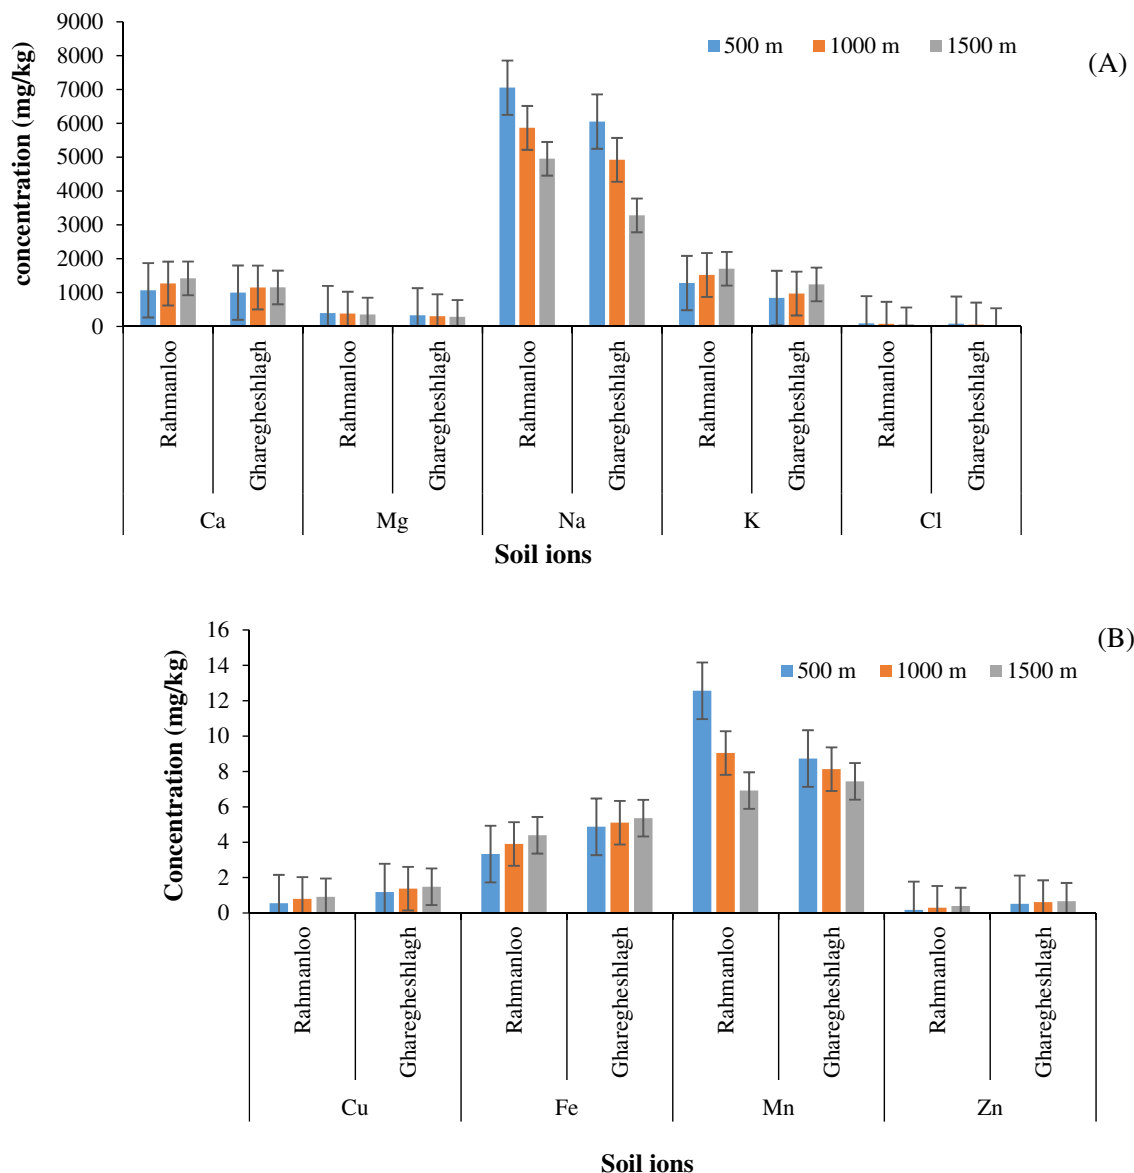 9000
8000
7000
6000
5000
4000
3000
2000
1000
0
concentration (mg/kg)
500 m 1000 m 1500 m
(A)
Rahmanloo Gharegheshlagh Rahmanloo Gharegheshlagh Rahmanloo Gharegheshlagh Rahmanloo Gharegheshlagh Rahmanloo Gharegheshlagh
Ca Mg Na K Cl
Soil ions
16
14
12
10
8
6
4
2
0
Concentration (mg/kg)
500 m 1000 m 1500 m
(B)
Rahmanloo Gharegheshlagh Rahmanloo Gharegheshlagh Rahmanloo Gharegheshlagh Rahmanloo Gharegheshlagh
Cu Fe Mn Zn
Soil ions